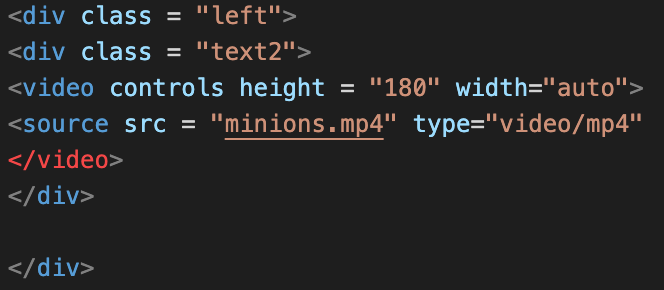 <div class = "left">
<div class = "text2">
<video controls height = "180" width="auto">
<source src = "minions.mp4" type="video/mp4"
</video>
</div>
</div>